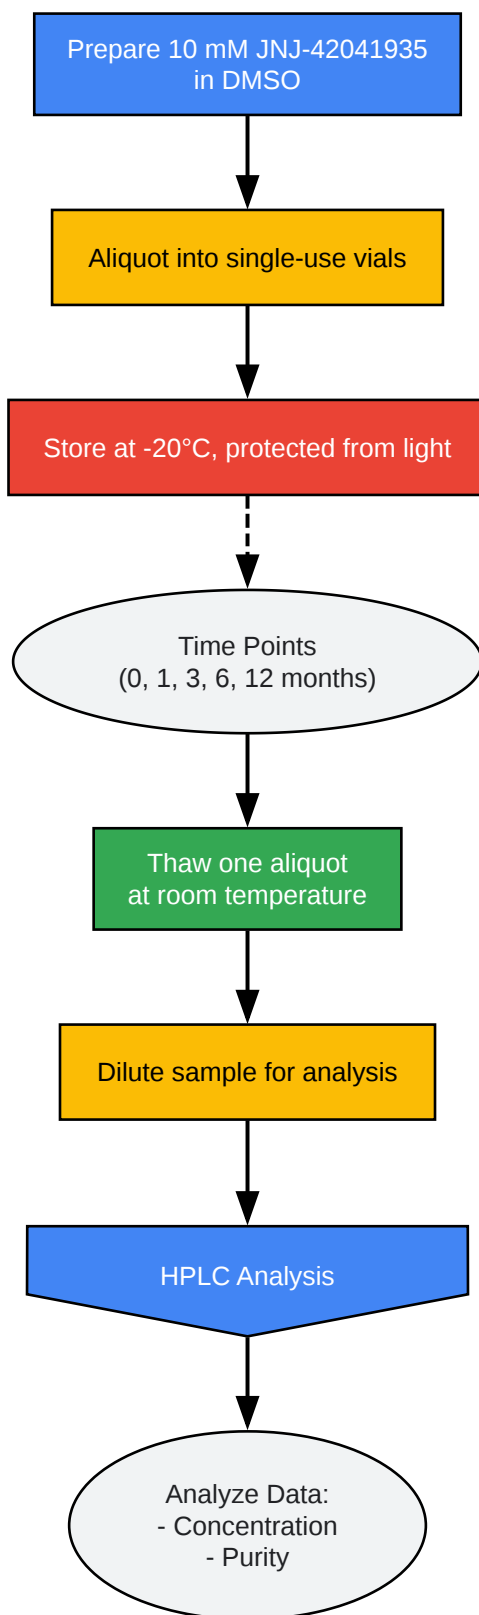 Prepare 10 mM JNJ-42041935
in DMSO
Aliquot into single-use vials
Store at -20°C, protected from light
Time Points
(0, 1, 3, 6, 12 months)
Thaw one aliquot
at room temperature
Dilute sample for analysis
HPLC Analysis
Analyze Data:
- Concentration
- Purity